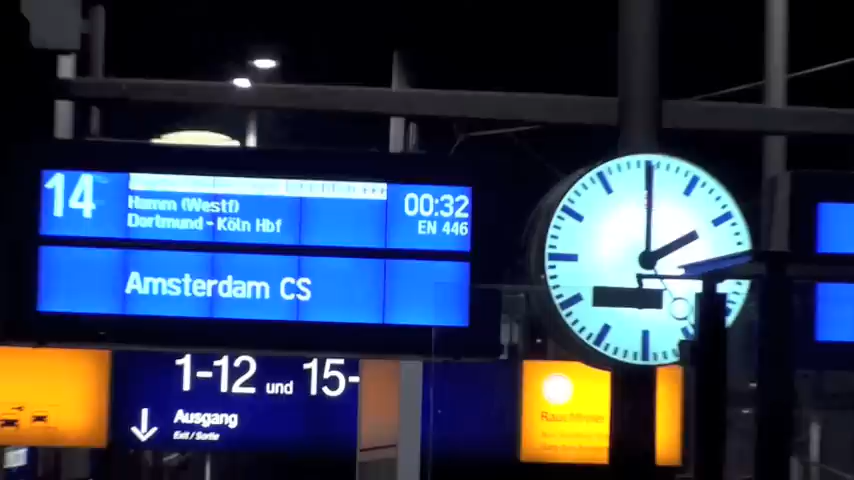 14
Hamm (Westf)
Dortmund - Köln Hbf
00:32
EN 446
Amsterdam CS
1-12 und 15-
Ausgang
Exit / Sortie
Rauchfreier